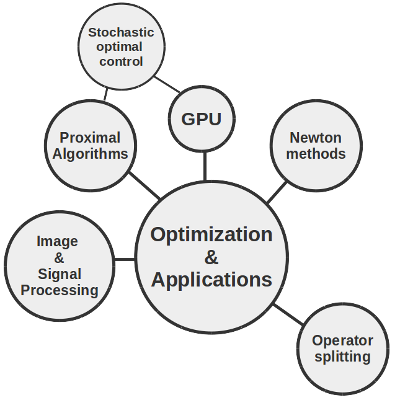 Stochastic
optimal
control
GPU
Proximal
Algorithms
Newton
methods
Optimization
&
Applications
Image
&
Signal
Processing
Operator
splitting